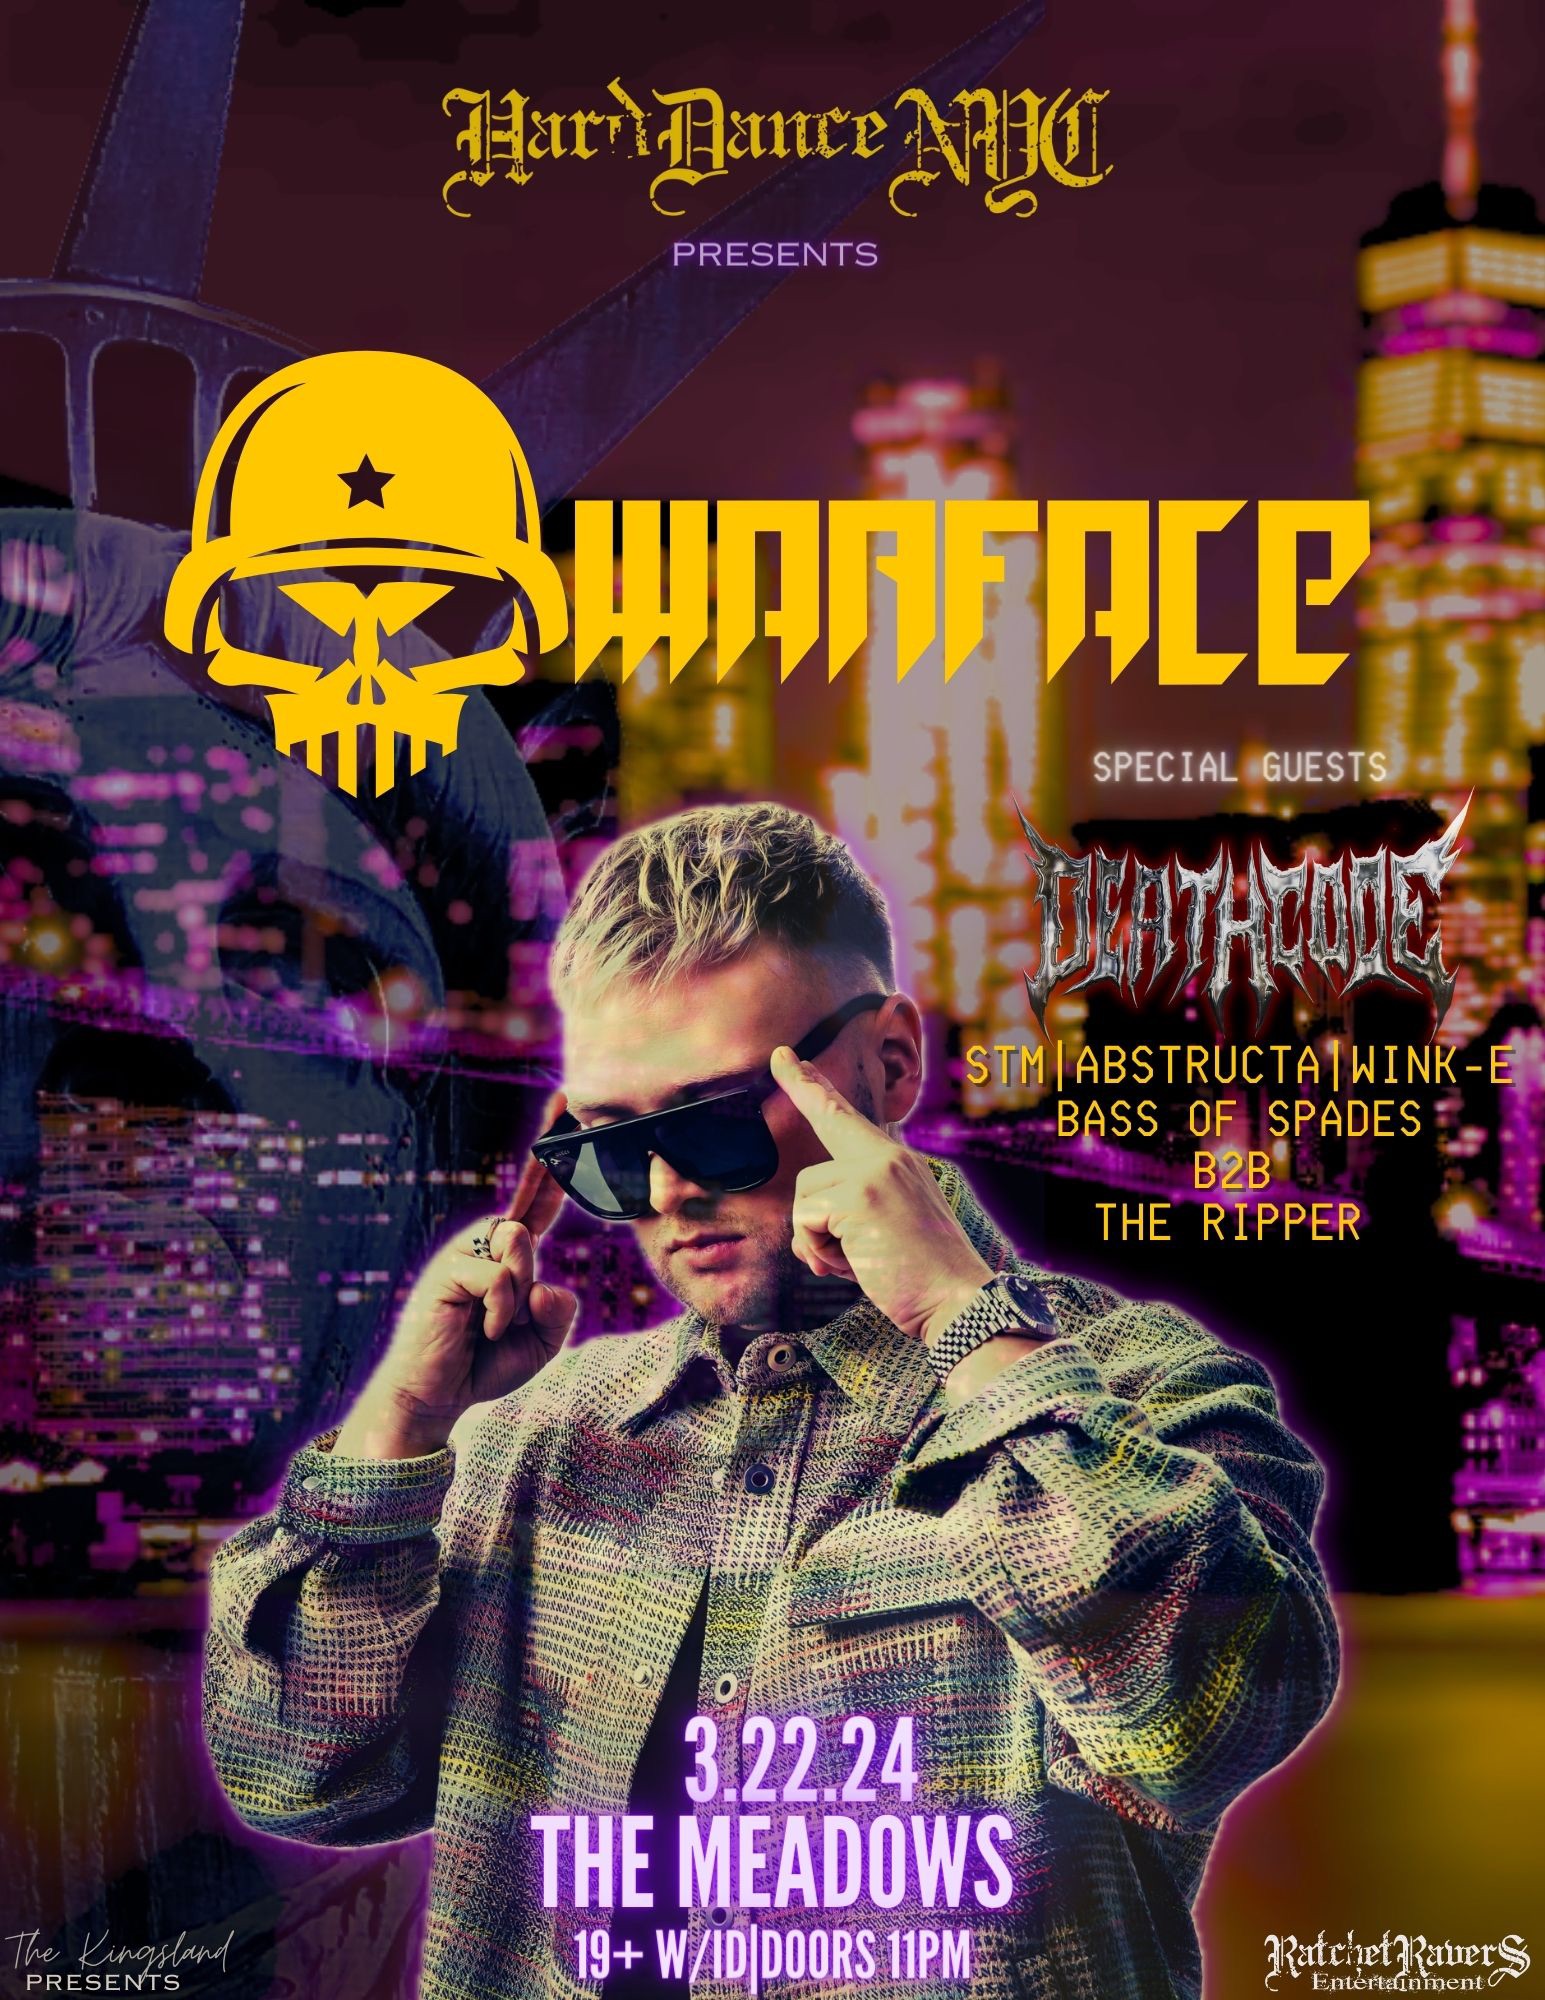 HardDance NYC
PRESENTS
WARFACE
SPECIAL GUESTS
DEATHCODE
STM|ABSTRUCTA|WINK-E
BASS OF SPADES
B2B
THE RIPPER
GUCCI
3.22.24
THE MEADOWS
19+ W/ID|DOORS 11PM
The Kingsland
PRESENTS
RatchetRaverS
Entertainment